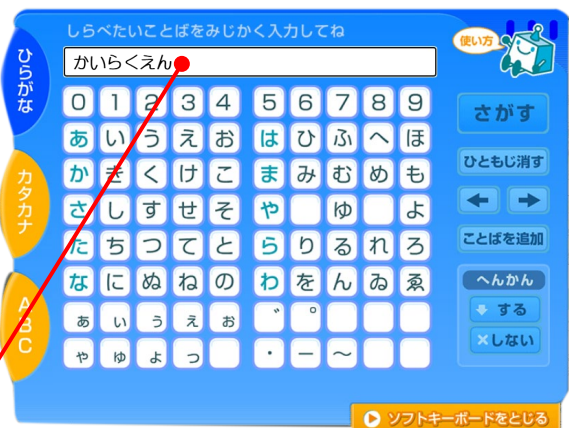 しらべたいことばをみじかく入力してね
使い方
かいらくえん
ひらがな
カタカナ
ABC
0 1 2 3 4 5 6 7 8 9
あ い う え お は ひ ふ へ ほ
か き く け こ ま み む め も
さ し す せ そ や ゆ よ
た ち つ て と ら り る れ ろ
な に ぬ ね の わ を ん ゐ ゑ
ぁ ぃ ぅ ぇ ぉ ゛ ゜
ゃ ゅ ょ っ ・ ー ～
さがす
ひともじ消す
ことばを追加
へんかん
する
×しない
ソフトキーボードをとじる